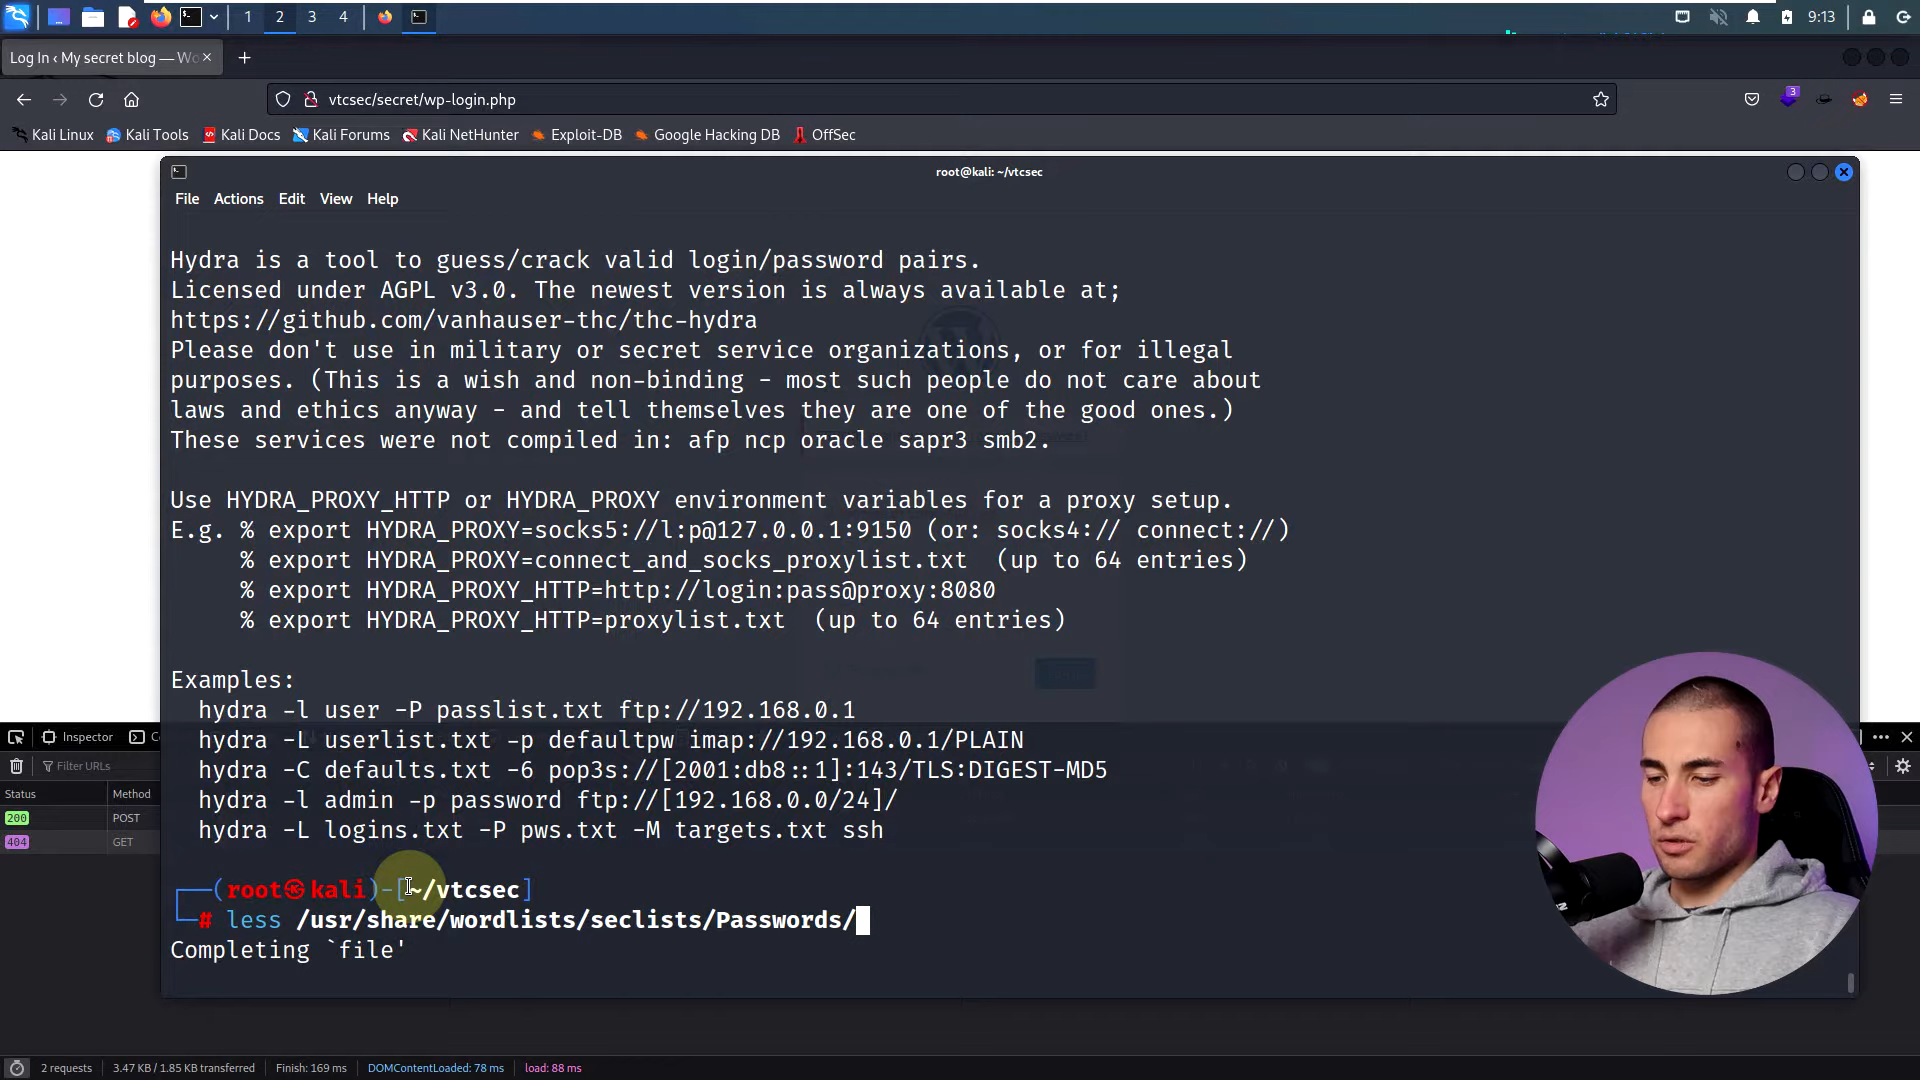 1 2 3 4 9:13
Log In ‹ My secret blog — Wo
vtcsec/secret/wp-login.php
3
Kali Linux Kali Tools Kali Docs Kali Forums Kali NetHunter Exploit-DB Google Hacking DB OffSec
root@kali: ~/vtcsec
File Actions Edit View Help
Hydra is a tool to guess/crack valid login/password pairs.
Licensed under AGPL v3.0. The newest version is always available at;
https://github.com/vanhauser-thc/thc-hydra
Please don't use in military or secret service organizations, or for illegal
purposes. (This is a wish and non-binding - most such people do not care about
laws and ethics anyway - and tell themselves they are one of the good ones.)
These services were not compiled in: afp ncp oracle sapr3 smb2.
Use HYDRA_PROXY_HTTP or HYDRA_PROXY environment variables for a proxy setup.
E.g. % export HYDRA_PROXY=socks5://l:p@127.0.0.1:9150 (or: socks4:// connect://)
% export HYDRA_PROXY=connect_and_socks_proxylist.txt (up to 64 entries)
% export HYDRA_PROXY_HTTP=http://login:pass@proxy:8080
% export HYDRA_PROXY_HTTP=proxylist.txt (up to 64 entries)
Examples:
hydra -l user -P passlist.txt ftp://192.168.0.1
hydra -L userlist.txt -p defaultpw imap://192.168.0.1/PLAIN
hydra -C defaults.txt -6 pop3s://[2001:db8::1]:143/TLS:DIGEST-MD5
hydra -l admin -p password ftp://[192.168.0.0/24]/
hydra -L logins.txt -P pws.txt -M targets.txt ssh
(root㉿kali)-[~/vtcsec]
# less /usr/share/wordlists/seclists/Passwords/
Completing `file'
Inspector C
Filter URLs
Status Method
200 POST
404 GET
2 requests 3.47 KB / 1.85 KB transferred Finish: 169 ms DOMContentLoaded: 78 ms load: 88 ms